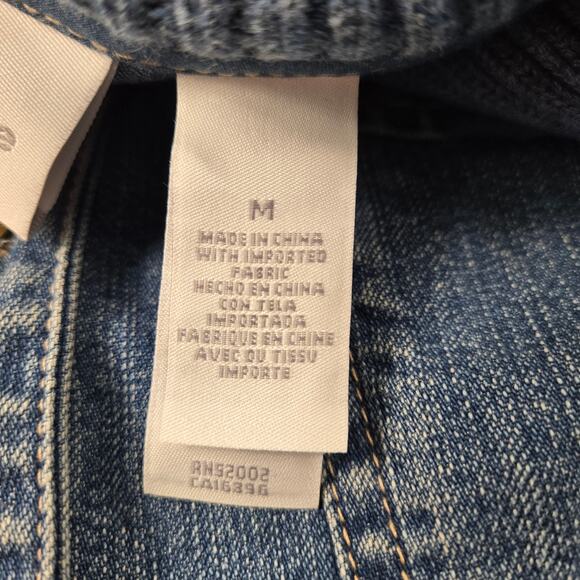 e
M
MADE IN CHINA
WITH IMPORTED
FABRIC
HECHO EN CHINA
CON TELA
IMPORTADA
FABRIQUE EN CHINE
AVEC DU TISSU
IMPORTE
RN92002
CA16396